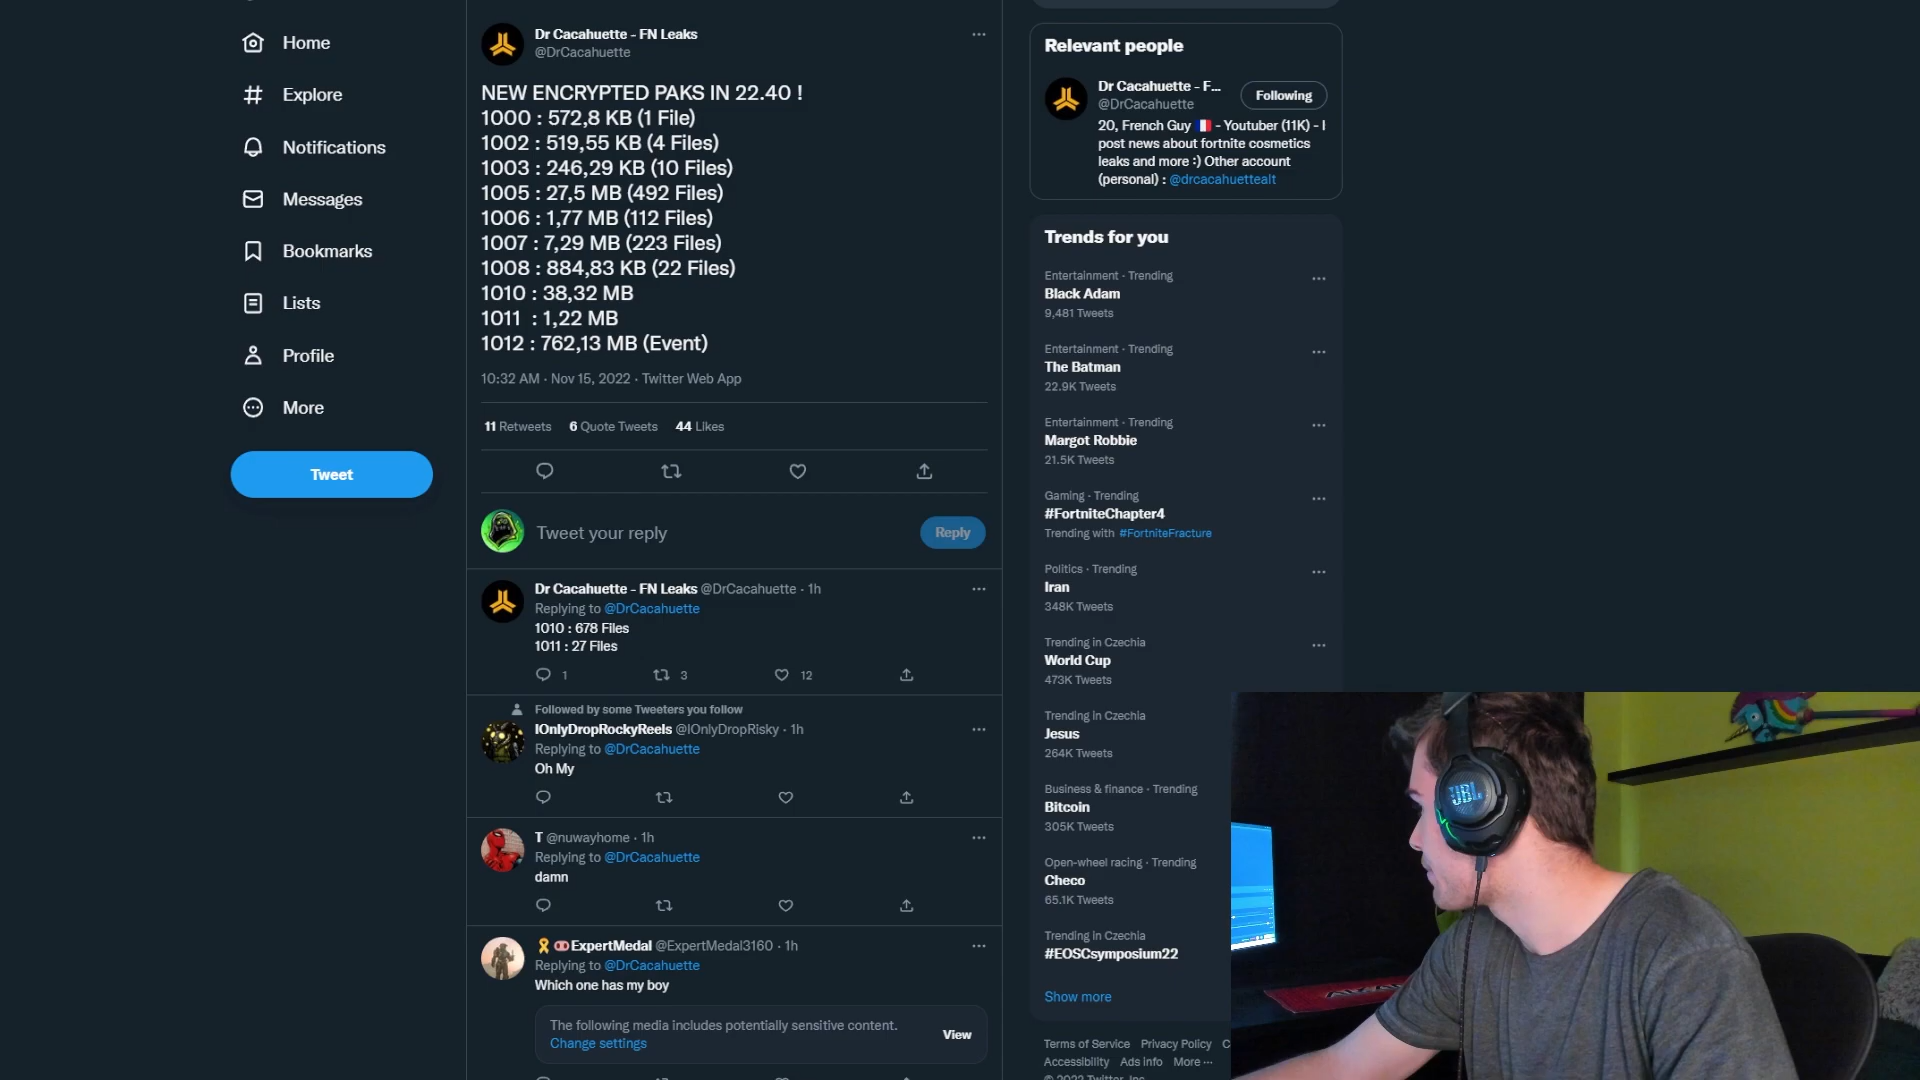 Home
Explore
Notifications
Messages
Bookmarks
Lists
Profile
More
Tweet
Dr Cacahuette - FN Leaks
@DrCacahuette
NEW ENCRYPTED PAKS IN 22.40 !
1000 : 572,8 KB (1 File)
1002 : 519,55 KB (4 Files)
1003 : 246,29 KB (10 Files)
1005 : 27,5 MB (492 Files)
1006 : 1,77 MB (112 Files)
1007 : 7,29 MB (223 Files)
1008 : 884,83 KB (22 Files)
1010 : 38,32 MB
1011 : 1,22 MB
1012 : 762,13 MB (Event)
10:32 AM · Nov 15, 2022 · Twitter Web App
11 Retweets 6 Quote Tweets 44 Likes
Tweet your reply
Reply
Dr Cacahuette - FN Leaks @DrCacahuette · 1h
Replying to @DrCacahuette
1010 : 678 Files
1011 : 27 Files
1 3 12
Followed by some Tweeters you follow
IOnlyDropRockyReels @IOnlyDropRisky · 1h
Replying to @DrCacahuette
Oh My
T @nuwayhome · 1h
Replying to @DrCacahuette
damn
ExpertMedal @ExpertMedal3160 · 1h
Replying to @DrCacahuette
Which one has my boy
The following media includes potentially sensitive content.
Change settings
View
Relevant people
Dr Cacahuette - F...
@DrCacahuette
Following
20, French Guy 🇫🇷 - Youtuber (11K) - I
post news about fortnite cosmetics
leaks and more :) Other account
(personal) : @drcacahuettealt
Trends for you
Entertainment · Trending
Black Adam
9,481 Tweets
Entertainment · Trending
The Batman
22.9K Tweets
Entertainment · Trending
Margot Robbie
21.5K Tweets
Gaming · Trending
#FortniteChapter4
Trending with #FortniteFracture
Politics · Trending
Iran
348K Tweets
Trending in Czechia
World Cup
473K Tweets
Trending in Czechia
Jesus
264K Tweets
Business & finance · Trending
Bitcoin
305K Tweets
Open-wheel racing · Trending
Checo
65.1K Tweets
Trending in Czechia
#EOSCsymposium22
Show more
Terms of Service Privacy Policy C
Accessibility Ads info More ···
© 2022 Twitter, Inc.
JBL